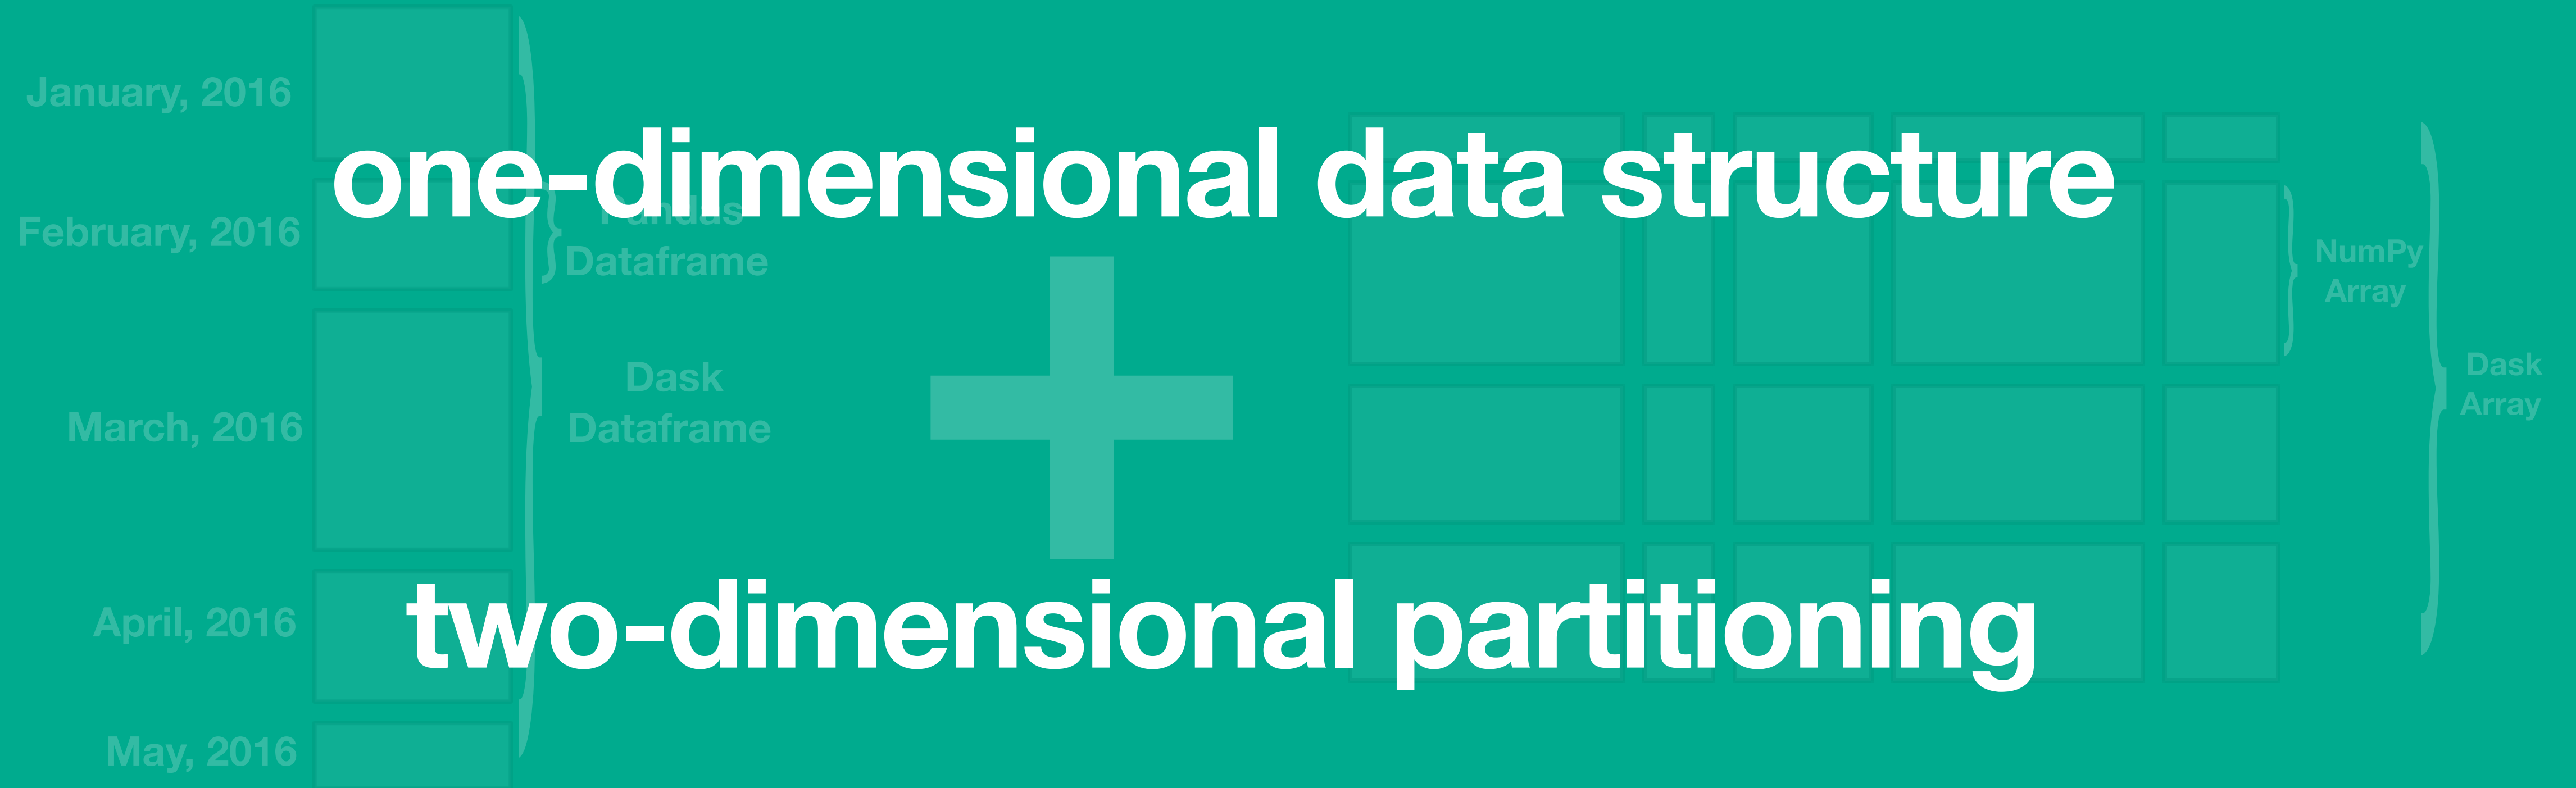 one-dimensional data structure
two-dimensional partitioning
January, 2016
February, 2016
March, 2016
April, 2016
May, 2016
Pandas
Dataframe
Dask
Dataframe
NumPy
Array
Dask
Array